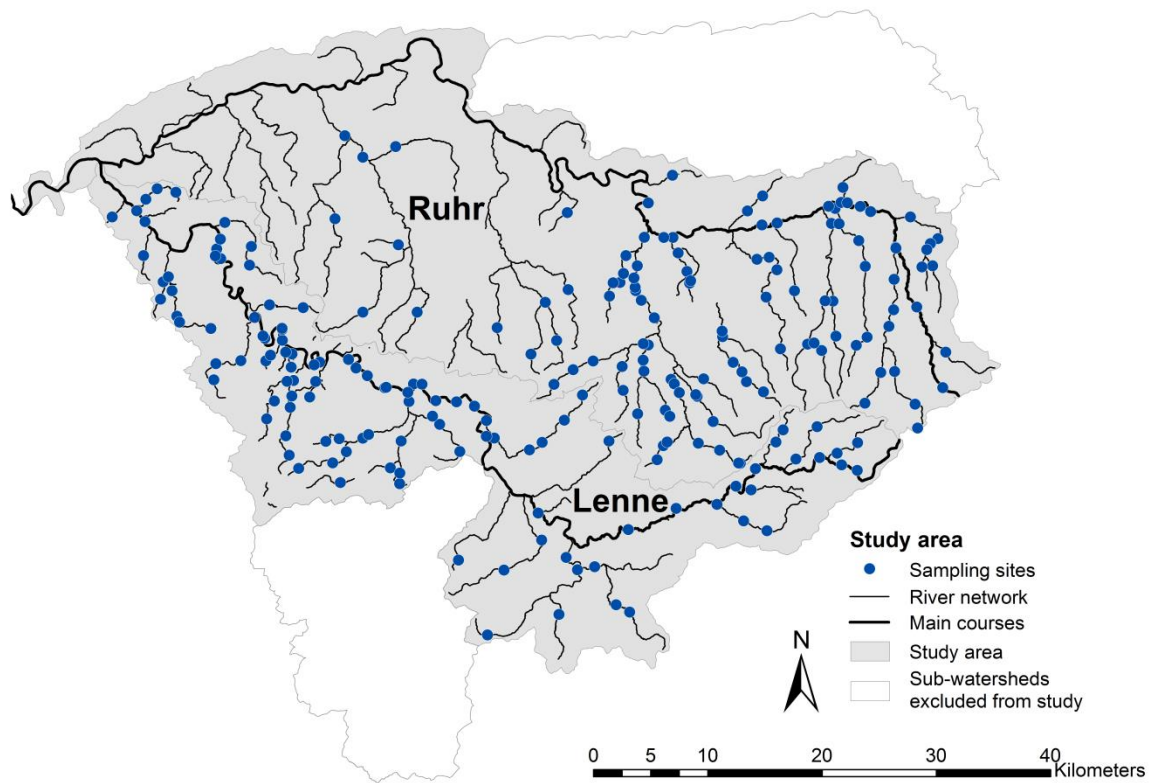 Ruhr
Lenne
Study area
Sampling sites
River network
Main courses
Study area
Sub-watersheds
excluded from study
N
0 5 10 20 30 40
Kilometers